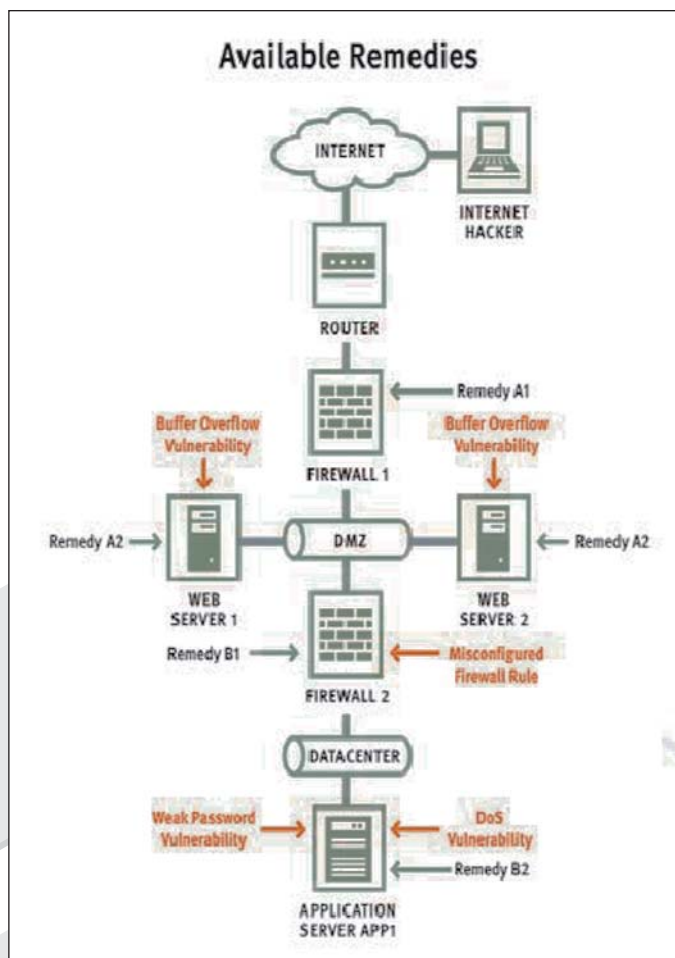 Available Remedies
INTERNET
INTERNET
HACKER
ROUTER
Remedy A1
Buffer Overflow
Vulnerability
Buffer Overflow
Vulnerability
FIREWALL 1
Remedy A2
DMZ
Remedy A2
WEB
SERVER 1
WEB
SERVER 2
Remedy B1
Misconfigured
Firewall Rule
FIREWALL 2
DATACENTER
Weak Password
Vulnerability
DoS
Vulnerability
Remedy B2
APPLICATION
SERVER APP1